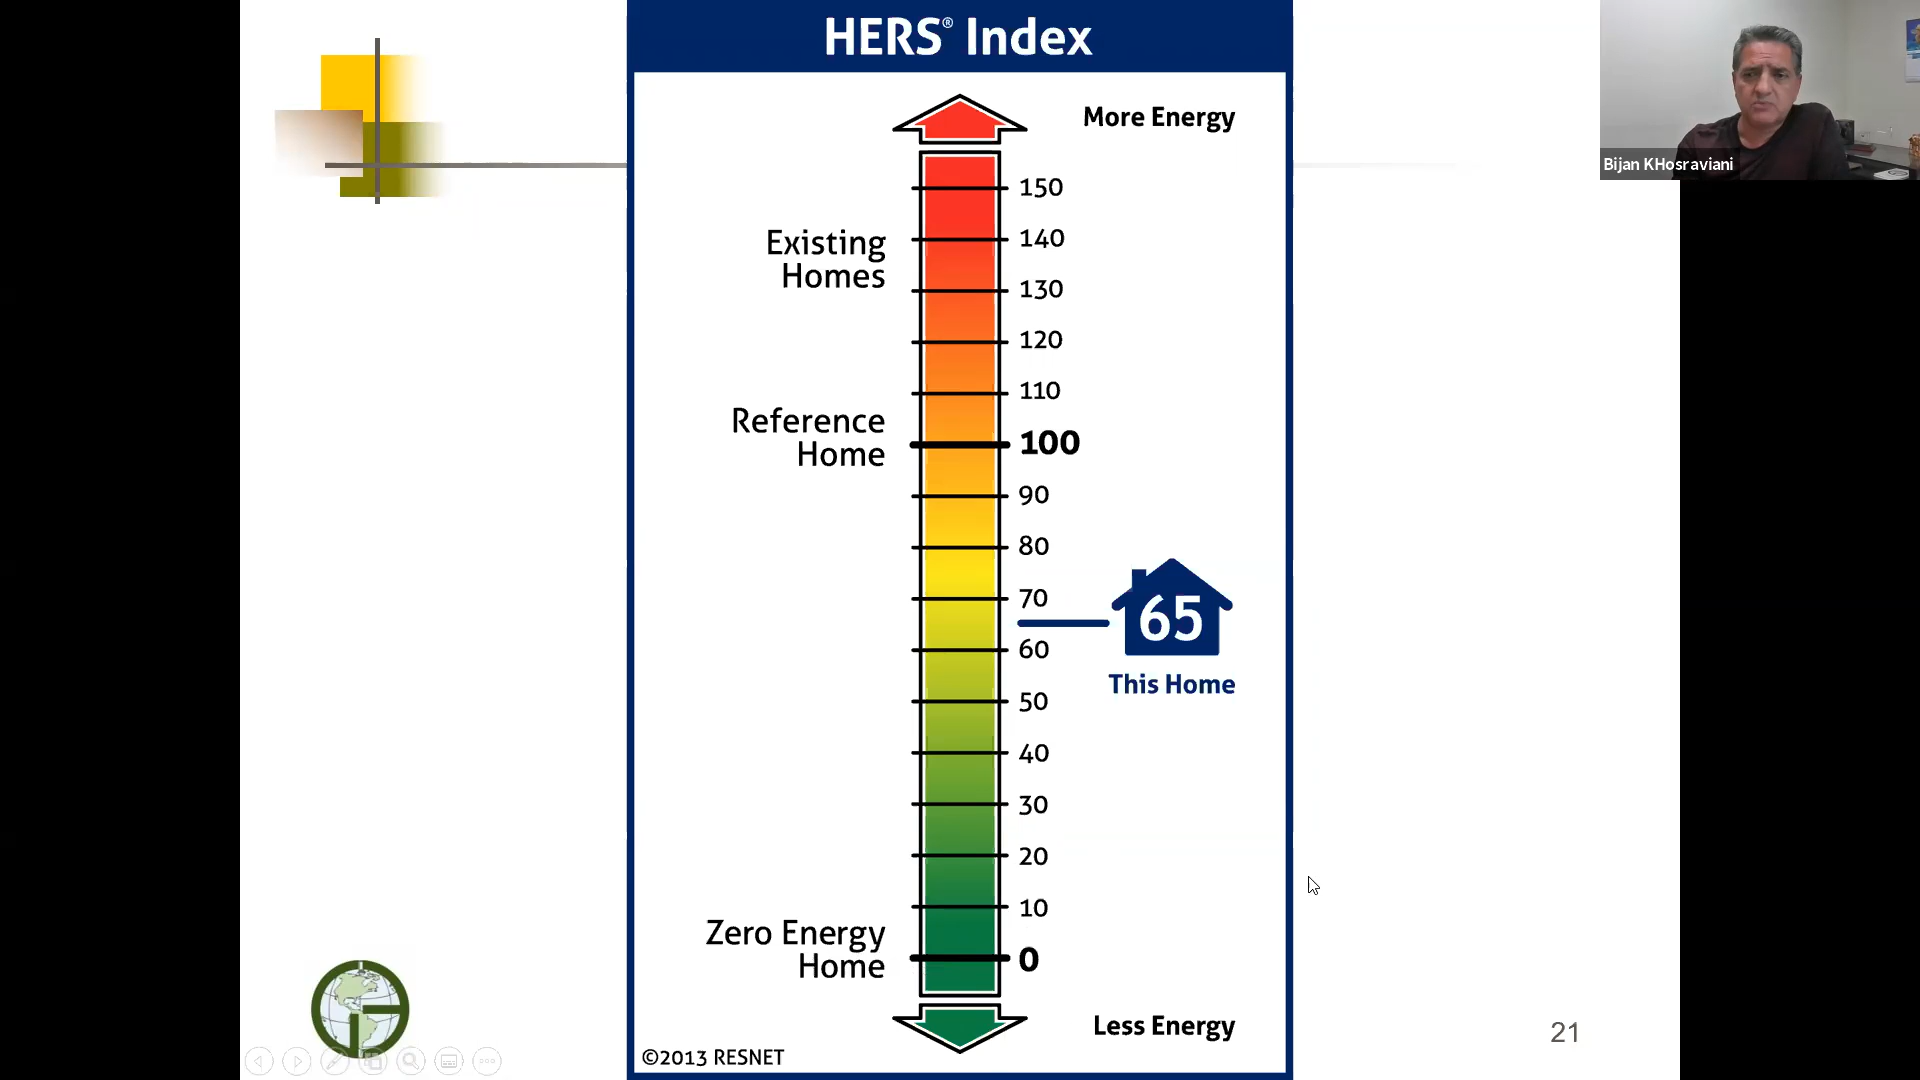 HERS® Index
More Energy
150
Existing
Homes
140
130
120
110
Reference
Home
100
90
80
70
65
This Home
60
50
40
30
20
10
Zero Energy
Home
0
Less Energy
©2013 RESNET
21
Bijan KHosraviani